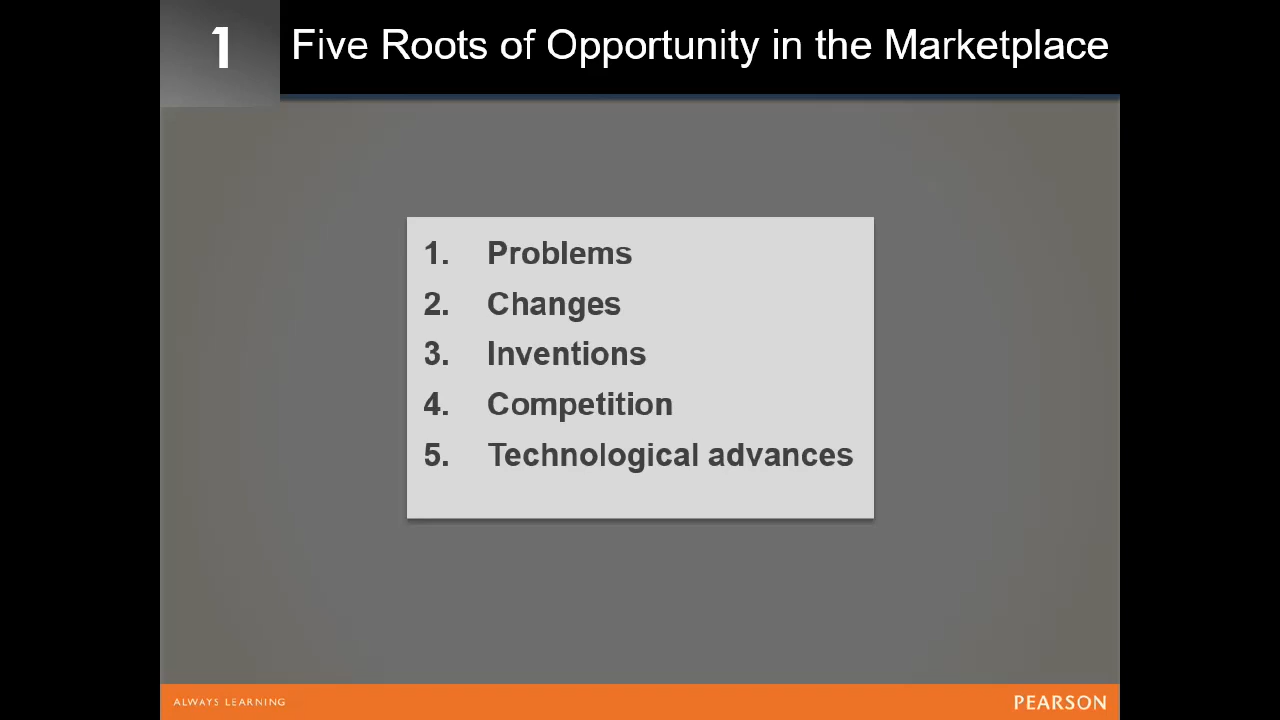 1
Five Roots of Opportunity in the Marketplace
1. Problems
2. Changes
3. Inventions
4. Competition
5. Technological advances
ALWAYS LEARNING
PEARSON